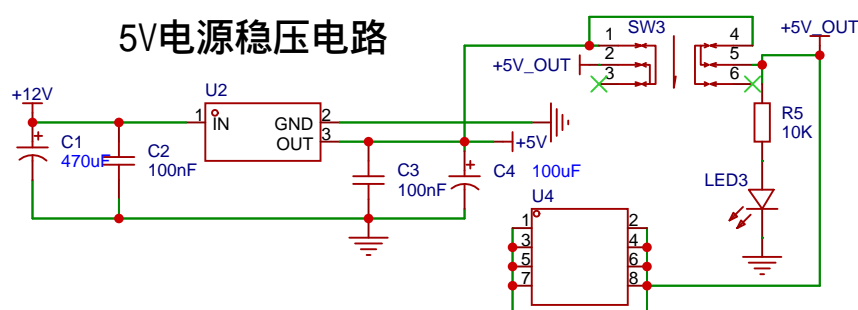 5V电源稳压电路
SW3
+5V_OUT
1
4
2
5
+5V_OUT
3
6
+12V
U2
1
IN
GND
2
OUT
3
+5V
R5
10K
C1
470uF
C2
100nF
C3
100nF
C4
100uF
LED3
U4
1
2
3
4
5
6
7
8